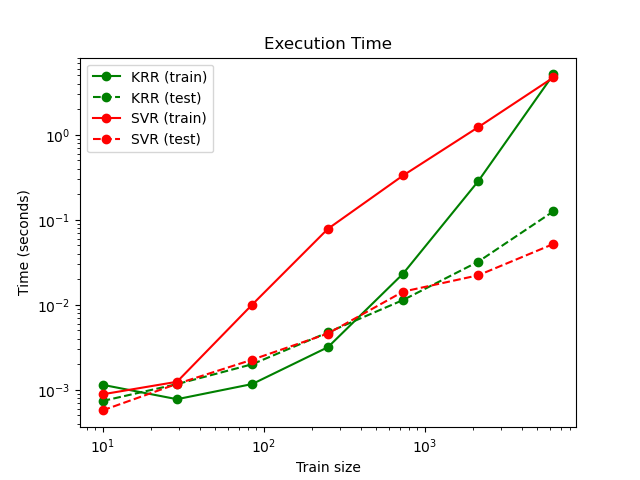 Execution Time
KRR (train)
KRR (test)
SVR (train)
SVR (test)
Time (seconds)
10⁰
10⁻¹
10⁻²
10⁻³
10¹
10²
10³
Train size